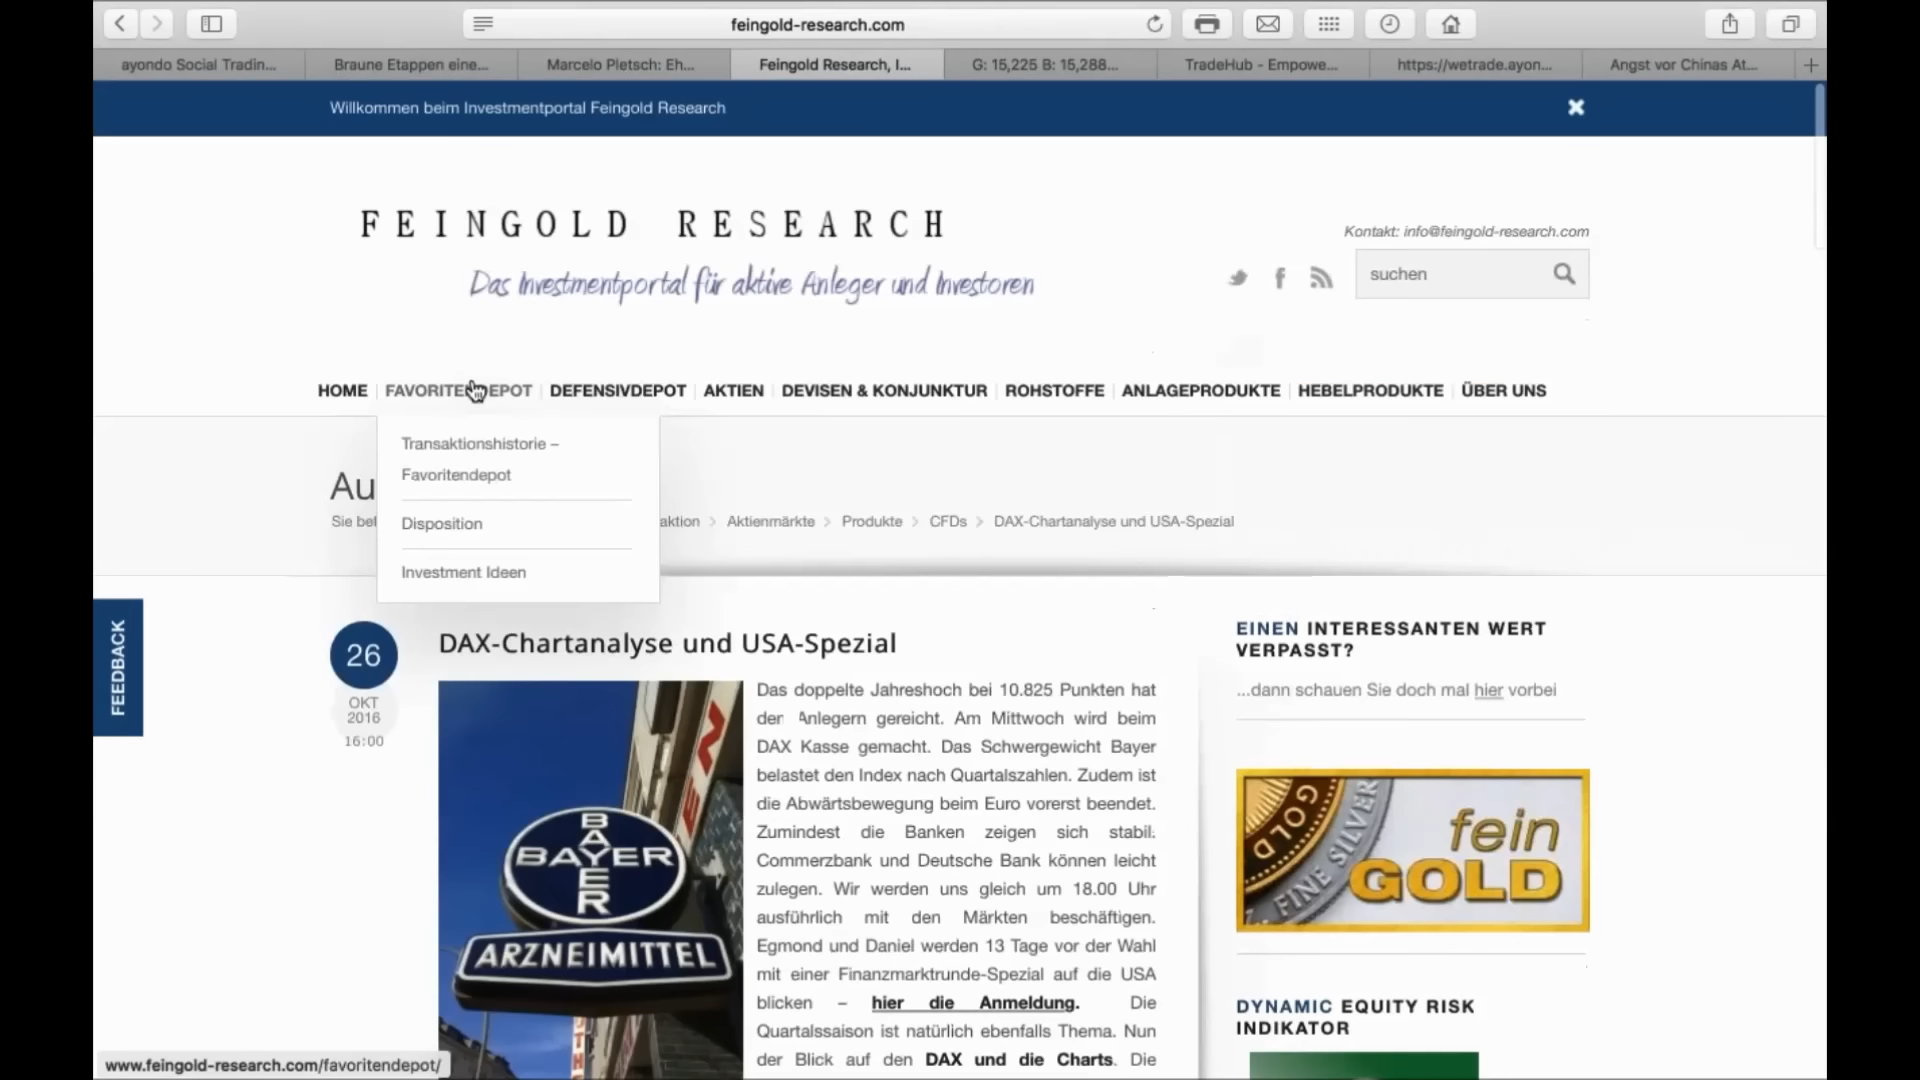 feingold-research.com
ayondo Social Tradin...
Braune Etappen eine...
Marcelo Pletsch: Eh...
Feingold Research, I...
G: 15,225 B: 15,288...
TradeHub - Empowe...
https://wetrade.ayon...
Angst vor Chinas At...
Willkommen beim Investmentportal Feingold Research
FEINGOLD RESEARCH
Das Investmentportal für aktive Anleger und Investoren
Kontakt: info@feingold-research.com
suchen
HOME FAVORITE EPOT DEFENSIVDEPOT AKTIEN DEVISEN & KONJUNKTUR ROHSTOFFE ANLAGEPRODUKTE HEBELPRODUKTE ÜBER UNS
Transaktionshistorie –
Favoritendepot
Disposition
Investment Ideen
Au
Sie bef aktion > Aktienmärkte > Produkte > CFDs > DAX-Chartanalyse und USA-Spezial
FEEDBACK
26
OKT
2016
16:00
DAX-Chartanalyse und USA-Spezial
BAYER
BAYER
ARZNEIMITTEL
Das doppelte Jahreshoch bei 10.825 Punkten hat
den Anlegern gereicht. Am Mittwoch wird beim
DAX Kasse gemacht. Das Schwergewicht Bayer
belastet den Index nach Quartalszahlen. Zudem ist
die Abwärtsbewegung beim Euro vorerst beendet.
Zumindest die Banken zeigen sich stabil.
Commerzbank und Deutsche Bank können leicht
zulegen. Wir werden uns gleich um 18.00 Uhr
ausführlich mit den Märkten beschäftigen.
Egmond und Daniel werden 13 Tage vor der Wahl
mit einer Finanzmarktrunde-Spezial auf die USA
blicken – hier die Anmeldung. Die
Quartalssaison ist natürlich ebenfalls Thema. Nun
der Blick auf den DAX und die Charts. Die
EINEN INTERESSANTEN WERT
VERPASST?
...dann schauen Sie doch mal hier vorbei
GOLD
FINE SILVER
fein
GOLD
DYNAMIC EQUITY RISK
INDIKATOR
www.feingold-research.com/favoritendepot/